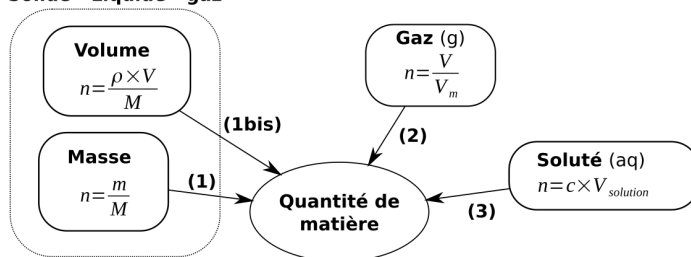 Solide - Liquide - gaz
Volume
n=ρ×V/M
(1bis)
Masse
n=m/M
(1)
Gaz (g)
n=V/Vm
(2)
Soluté (aq)
n=c×Vsolution
(3)
Quantité de
matière